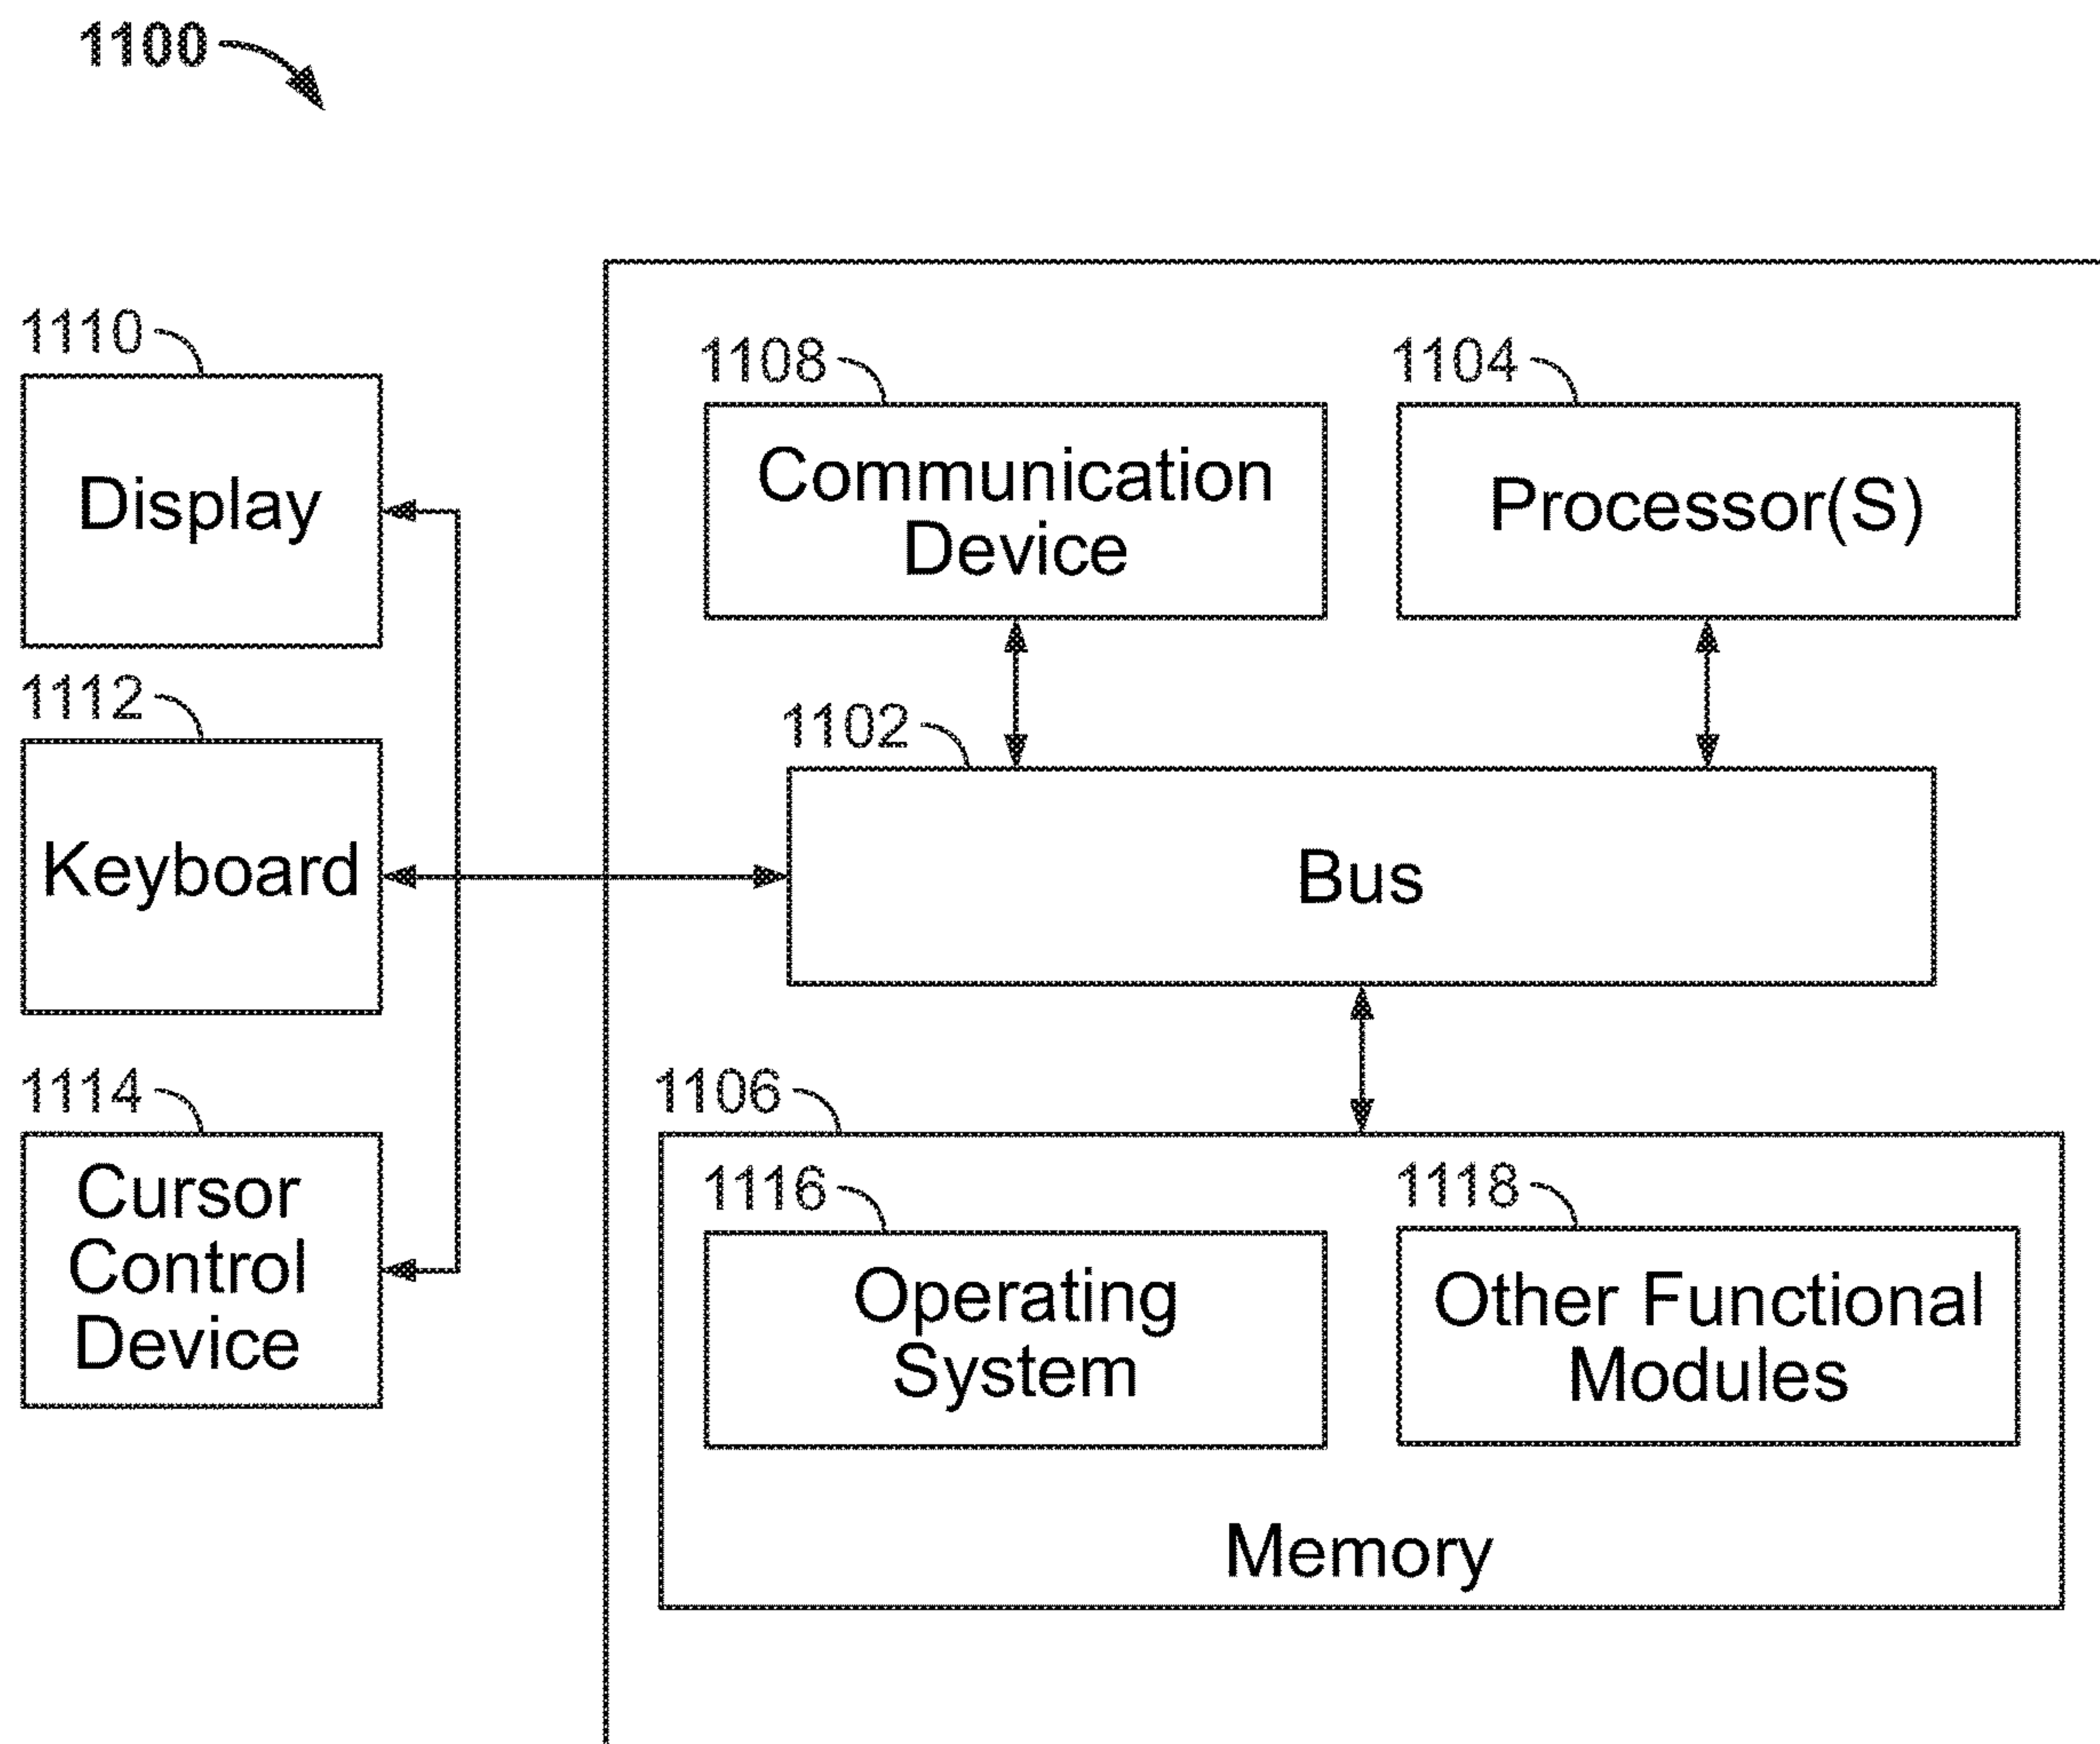 1100
1110
Display
1112
Keyboard
1114
Cursor
Control
Device
1108
Communication
Device
1104
Processor(S)
1102
Bus
1106
1116
Operating
System
1118
Other Functional
Modules
Memory